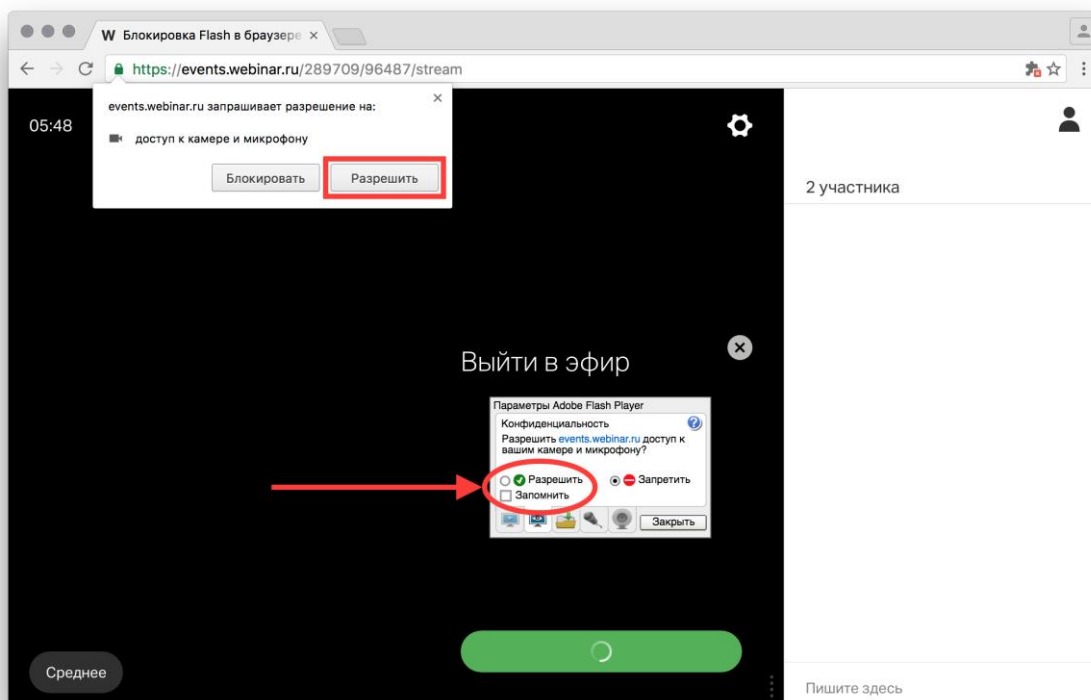 W Блокировка Flash в браузере
https://events.webinar.ru/289709/96487/stream
events.webinar.ru запрашивает разрешение на:
доступ к камере и микрофону
Блокировать
Разрешить
05:48
2 участника
Выйти в эфир
Параметры Adobe Flash Player
Конфиденциальность
Разрешить events.webinar.ru доступ к
вашим камере и микрофону?
Разрешить
Запретить
Запомнить
Закрыть
Среднее
Пишите здесь